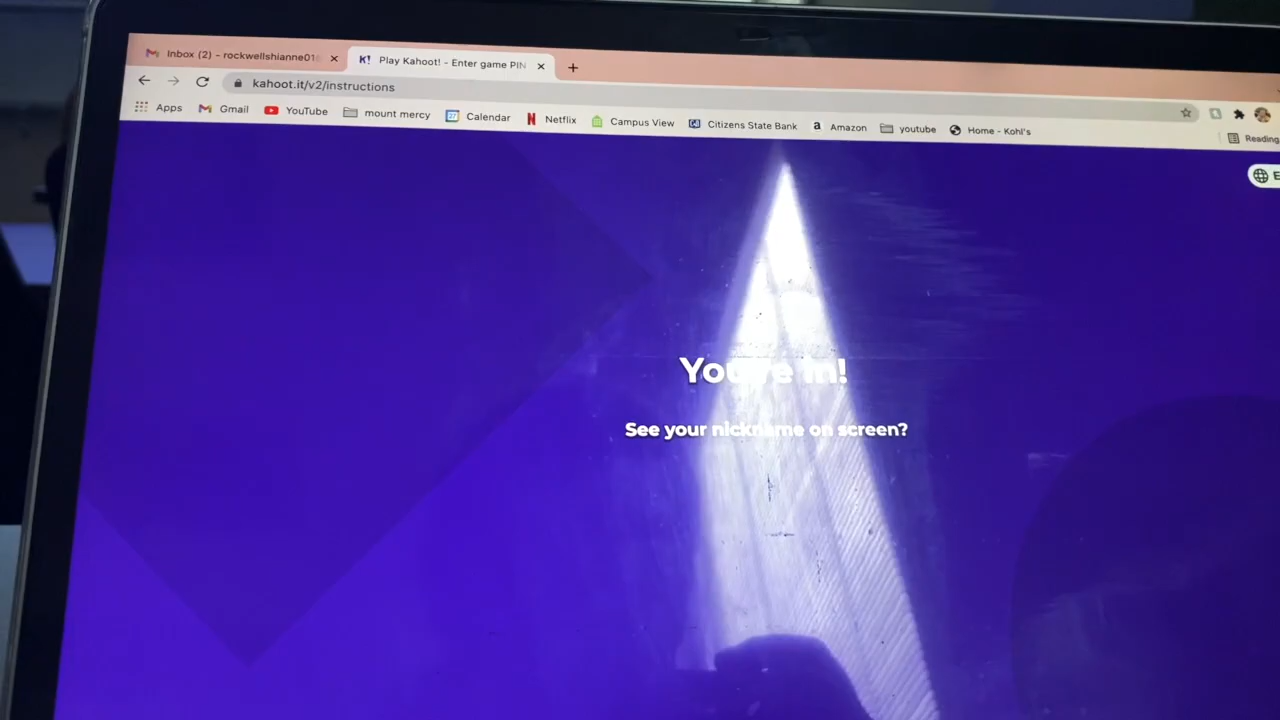 Inbox (2) - rockwellshianne01
K! Play Kahoot! - Enter game PIN
kahoot.it/v2/instructions
Apps Gmail YouTube mount mercy 27 Calendar N Netflix Campus View Citizens State Bank a Amazon youtube Home - Kohl's
Reading
You're in!
See your nickname on screen?